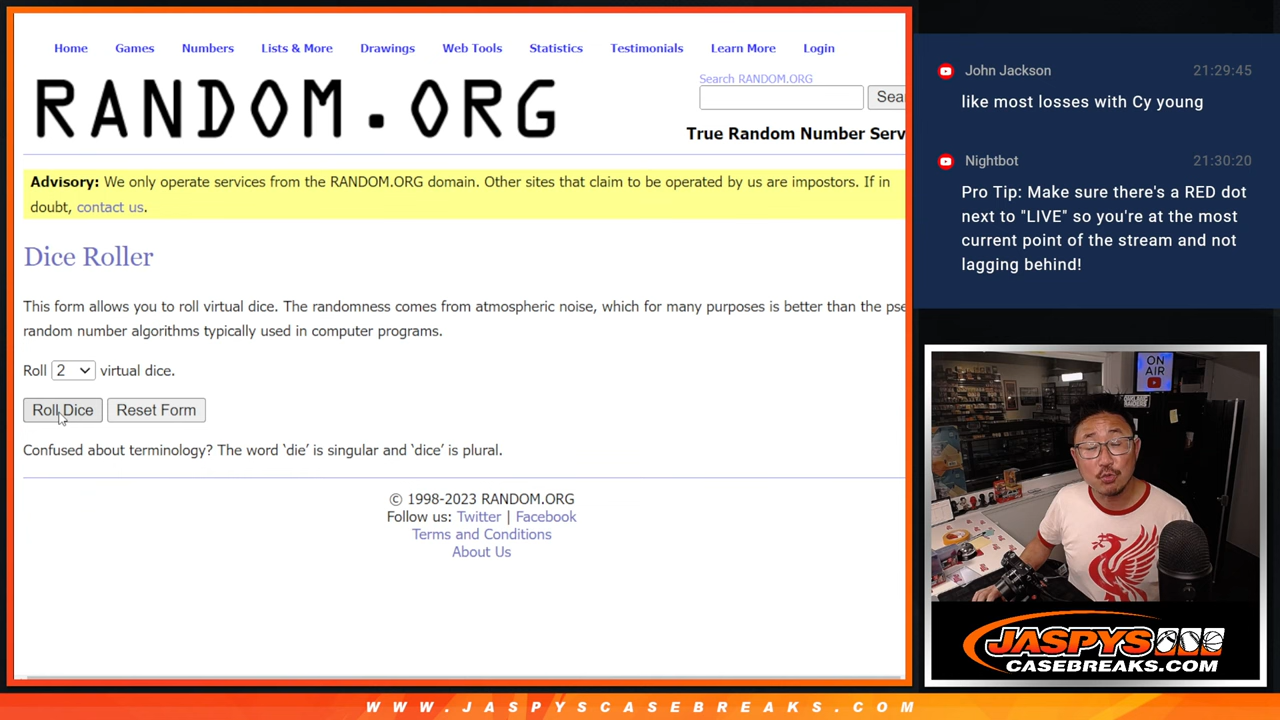 Home Games Numbers Lists & More Drawings Web Tools Statistics Testimonials Learn More Login
RANDOM.ORG
Search RANDOM.ORG
Sea
True Random Number Serv
Advisory: We only operate services from the RANDOM.ORG domain. Other sites that claim to be operated by us are impostors. If in
doubt, contact us.
Dice Roller
This form allows you to roll virtual dice. The randomness comes from atmospheric noise, which for many purposes is better than the pse
random number algorithms typically used in computer programs.
Roll 2 virtual dice.
Roll Dice Reset Form
Confused about terminology? The word ‘die’ is singular and ‘dice’ is plural.
© 1998-2023 RANDOM.ORG
Follow us: Twitter | Facebook
Terms and Conditions
About Us
John Jackson 21:29:45
like most losses with Cy young
Nightbot 21:30:20
Pro Tip: Make sure there's a RED dot
next to "LIVE" so you're at the most
current point of the stream and not
lagging behind!
ON
AIR
JASPYS
CASEBREAKS.COM
WWW.JASPYSCASEBREAKS.COM